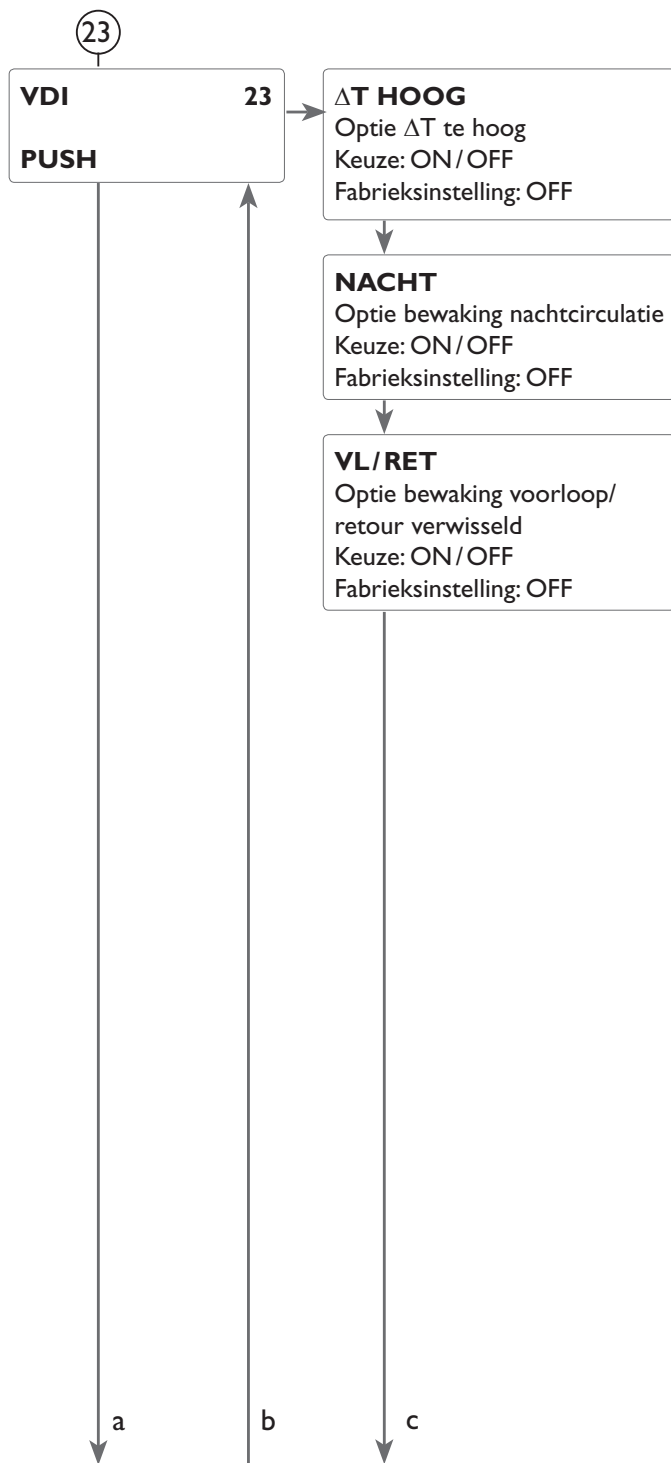 23
VDI 23
PUSH
ΔT HOOG
Optie ΔT te hoog
Keuze: ON / OFF
Fabrieksinstelling: OFF
NACHT
Optie bewaking nachtcirculatie
Keuze: ON / OFF
Fabrieksinstelling: OFF
VL / RET
Optie bewaking voorloop/
retour verwisseld
Keuze: ON / OFF
Fabrieksinstelling: OFF
a b c